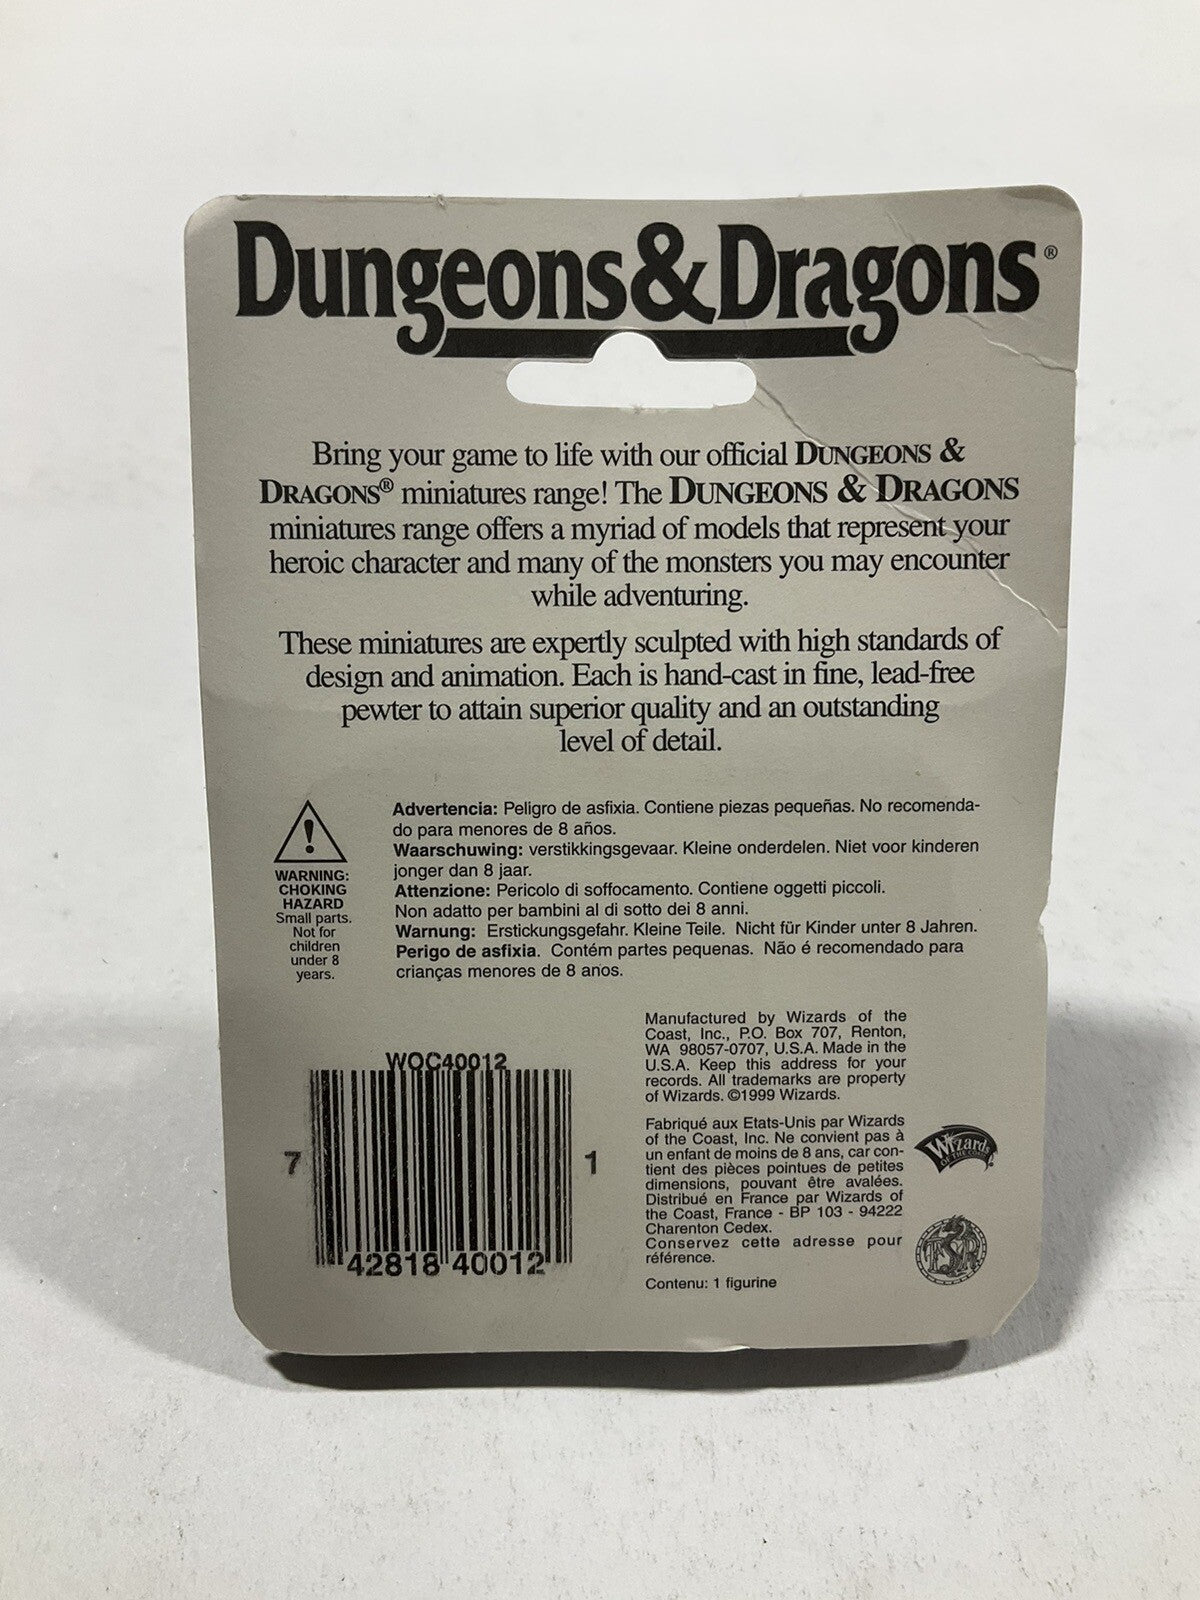 Dungeons & Dragons®
Bring your game to life with our official DUNGEONS &
DRAGONS® miniatures range! The DUNGEONS & DRAGONS
miniatures range offers a myriad of models that represent your
heroic character and many of the monsters you may encounter
while adventuring.
These miniatures are expertly sculpted with high standards of
design and animation. Each is hand-cast in fine, lead-free
pewter to attain superior quality and an outstanding
level of detail.
WARNING:
CHOKING
HAZARD
Small parts.
Not for
children
under 8
years.
Advertencia: Peligro de asfixia. Contiene piezas pequeñas. No recomenda-
do para menores de 8 años.
Waarschuwing: verstikkingsgevaar. Kleine onderdelen. Niet voor kinderen
jonger dan 8 jaar.
Attenzione: Pericolo di soffocamento. Contiene oggetti piccoli.
Non adatto per bambini al di sotto dei 8 anni.
Warnung: Erstickungsgefahr. Kleine Teile. Nicht für Kinder unter 8 Jahren.
Perigo de asfixia. Contém partes pequenas. Não é recomendado para
crianças menores de 8 anos.
WOC40012
7 42818 40012 1
Manufactured by Wizards of the
Coast, Inc., P.O. Box 707, Renton,
WA 98057-0707, U.S.A. Made in the
U.S.A. Keep this address for your
records. All trademarks are property
of Wizards. ©1999 Wizards.
Fabriqué aux Etats-Unis par Wizards
of the Coast, Inc. Ne convient pas à
un enfant de moins de 8 ans, car con-
tient des pièces pointues de petites
dimensions, pouvant être avalées.
Distribué en France par Wizards of
the Coast, France - BP 103 - 94222
Charenton Cedex.
Conservez cette adresse pour
référence.
Contenu: 1 figurine
Wizards
OF THE COAST
TSR